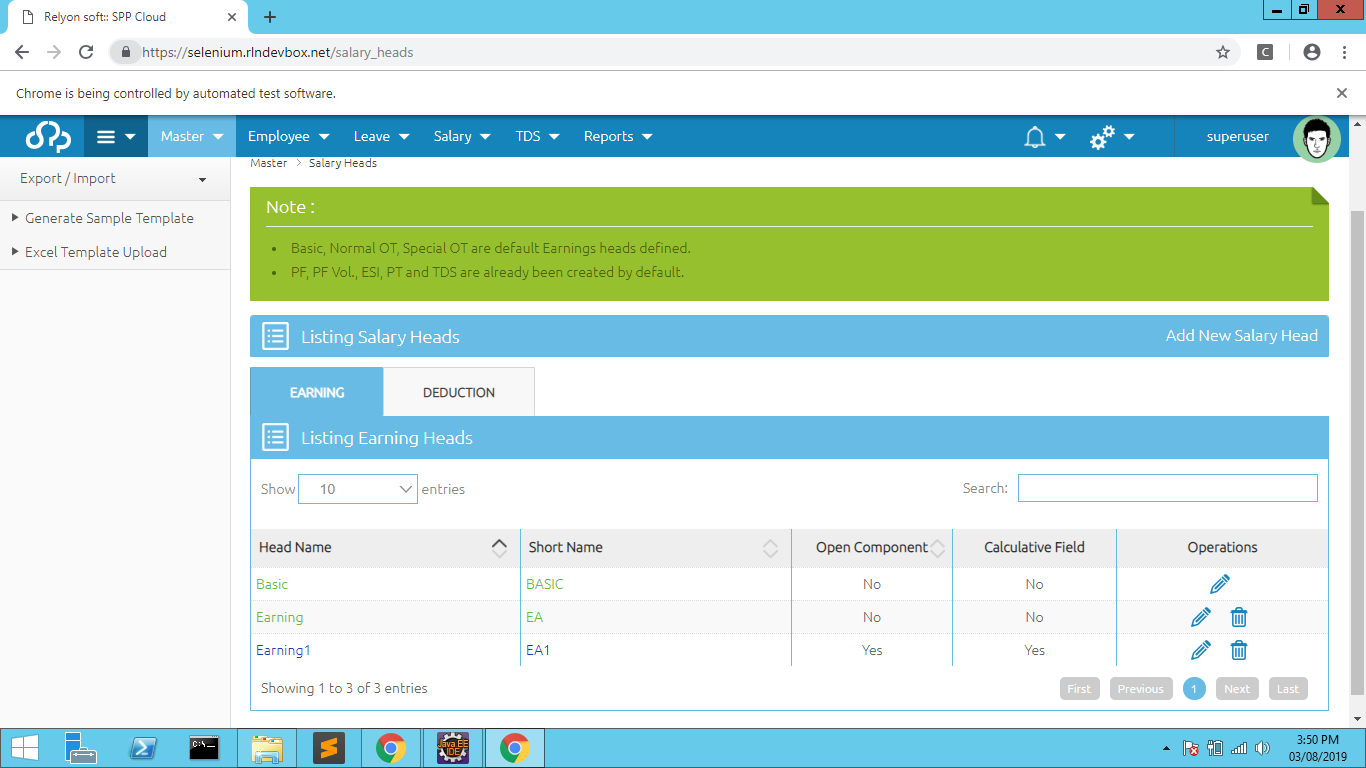 Relyon soft:: SPP Cloud
https://selenium.rlndevbox.net/salary_heads
C
Chrome is being controlled by automated test software.
Master Employee Leave Salary TDS Reports superuser
Master > Salary Heads
Export / Import
Generate Sample Template
Excel Template Upload
Note :
• Basic, Normal OT, Special OT are default Earnings heads defined.
• PF, PF Vol., ESI, PT and TDS are already been created by default.
Listing Salary Heads Add New Salary Head
EARNING DEDUCTION
Listing Earning Heads
Show 10 entries Search:
Head Name Short Name Open Component Calculative Field Operations
Basic BASIC No No
Earning EA No No
Earning1 EA1 Yes Yes
Showing 1 to 3 of 3 entries First Previous 1 Next Last
C:\_
Java EE
IDE
3:50 PM
03/08/2019